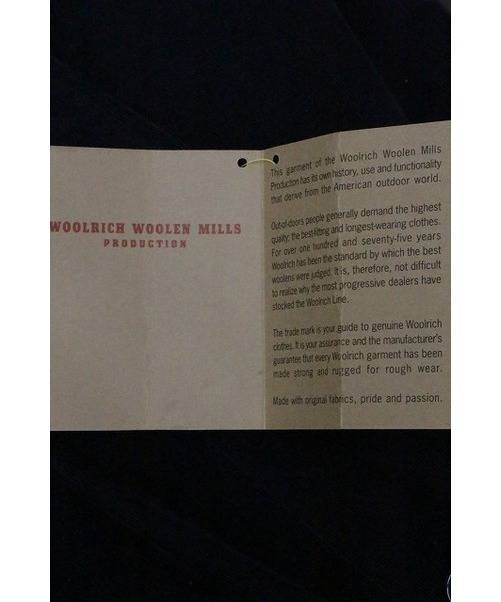 WOOLRICH WOOLEN MILLS
PRODUCTION
This garment of the Woolrich Woolen Mills
Production has its own history, use and functionality
that derive from the American outdoor world.
Out-of-doors people generally demand the highest
quality: the best-fitting and longest-wearing clothes.
For over one hundred and seventy-five years
Woolrich has been the standard by which the best
woolens were judged. It is, therefore, not difficult
to realize why the most progressive dealers have
stocked the Woolrich Line.
The trade mark is your guide to genuine Woolrich
clothes. It is your assurance and the manufacturer's
guarantee that every Woolrich garment has been
made strong and rugged for rough wear.
Made with original fabrics, pride and passion.